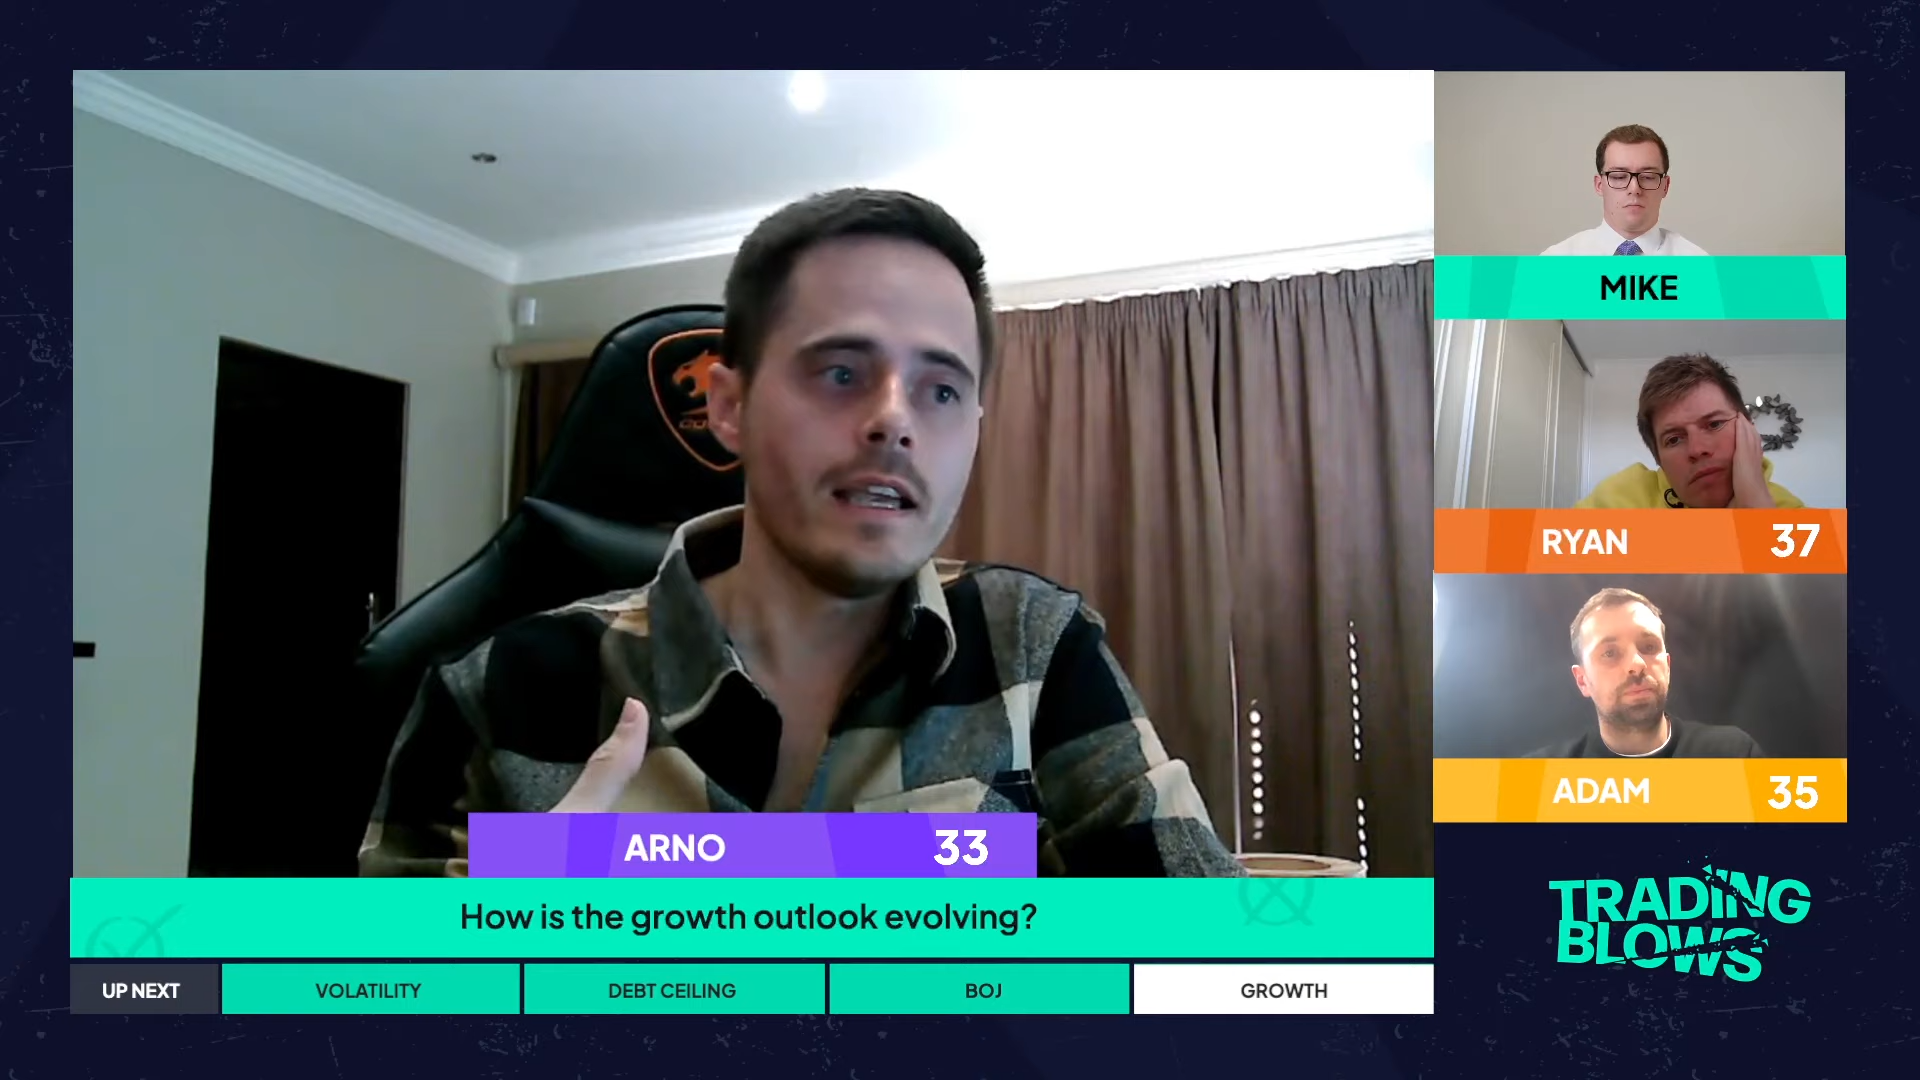 MIKE
RYAN 37
ADAM 35
ARNO 33
How is the growth outlook evolving?
UP NEXT VOLATILITY DEBT CEILING BOJ GROWTH
TRADING
BLOWS